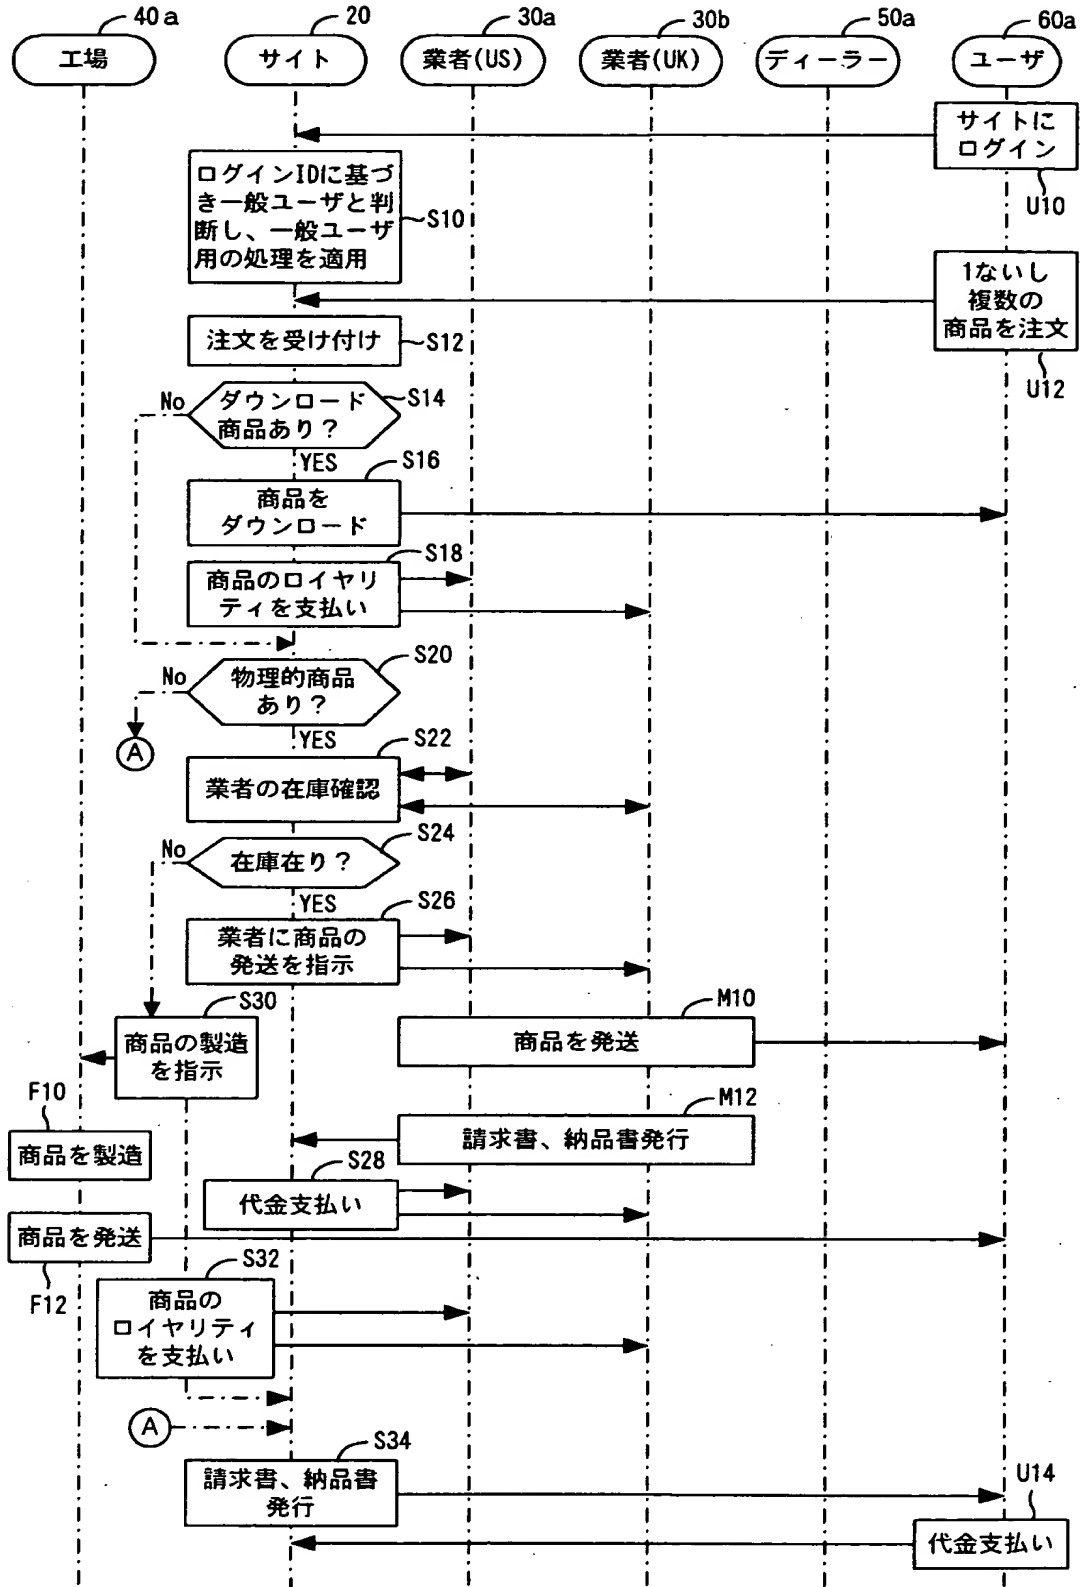 40a
20
30a
30b
50a
60a
工場
サイト
業者(US)
業者(UK)
ディーラー
ユーザ
サイトに
ログイン
U10
ログインIDに基づ
き一般ユーザと判
断し、一般ユーザ
用の処理を適用
S10
1ないし
複数の
商品を注文
U12
注文を受け付け
S12
ダウンロード
商品あり？
S14
No
YES
S16
商品を
ダウンロード
S18
商品のロイヤリ
ティを支払い
S20
No
物理的商品
あり？
A
YES
S22
業者の在庫確認
S24
No
在庫在り？
YES
S26
業者に商品の
発送を指示
S30
商品の製造
を指示
M10
商品を発送
F10
商品を製造
M12
請求書、納品書発行
S28
代金支払い
商品を発送
F12
S32
商品の
ロイヤリティ
を支払い
A
S34
請求書、納品書
発行
U14
代金支払い